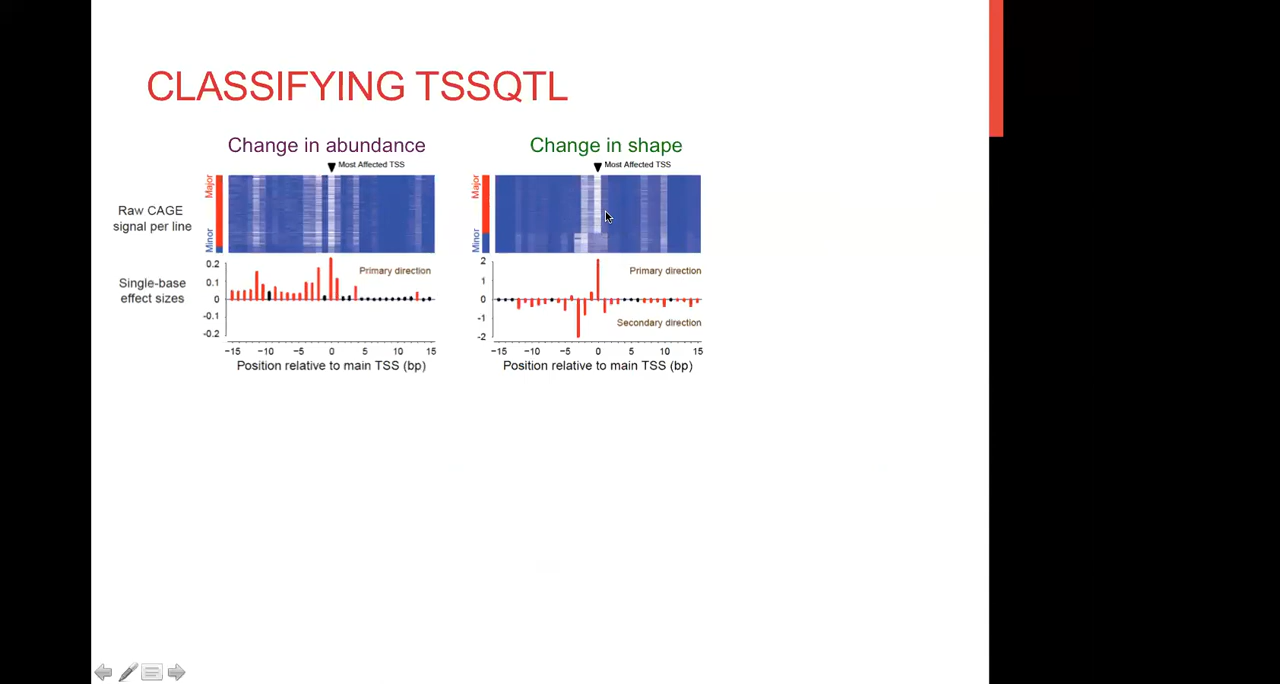 CLASSIFYING TSSQTL
Change in abundance
Change in shape
Most Affected TSS
Most Affected TSS
Raw CAGE
signal per line
Major
Minor
Major
Minor
Single-base
effect sizes
0.2
0.1
0
−0.1
−0.2
Primary direction
2
1
0
−1
−2
Primary direction
Secondary direction
−15 −10 −5 0 5 10 15
−15 −10 −5 0 5 10 15
Position relative to main TSS (bp)
Position relative to main TSS (bp)